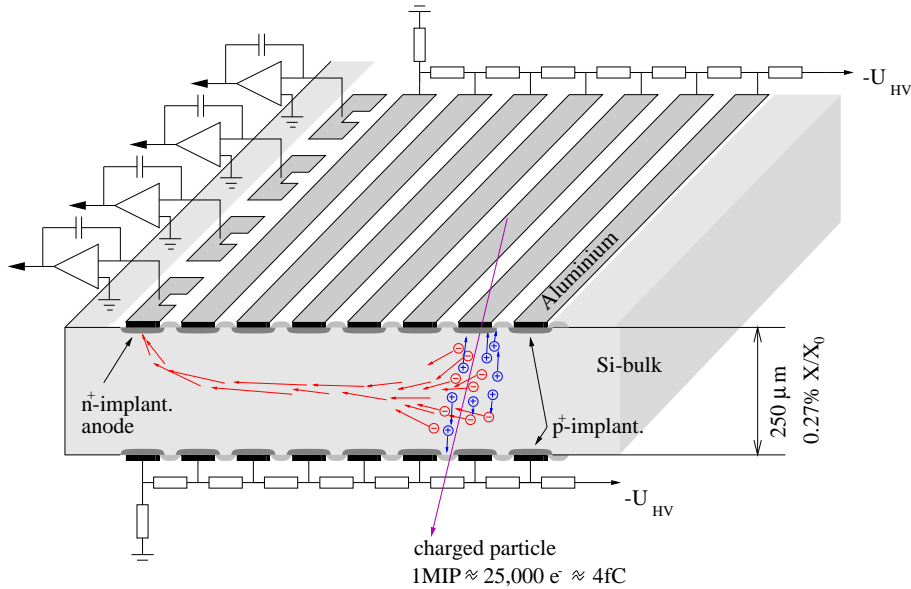 -U HV
Aluminium
Si-bulk
n+-implant.
anode
p+-implant.
250 μm
0.27% X/X0
-U HV
charged particle
1MIP ≈ 25,000 e- ≈ 4fC